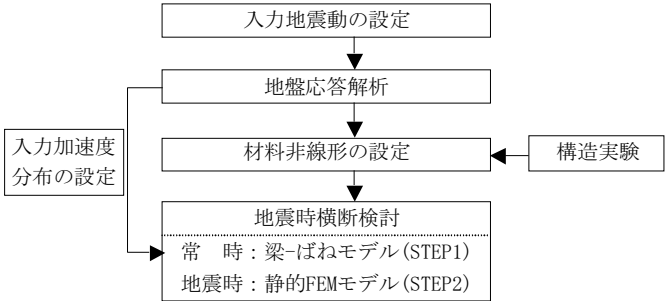 入力地震動の設定
地盤応答解析
入力加速度
分布の設定
材料非線形の設定
構造実験
地震時横断検討
常　時：梁-ばねモデル(STEP1)
地震時：静的FEMモデル(STEP2)